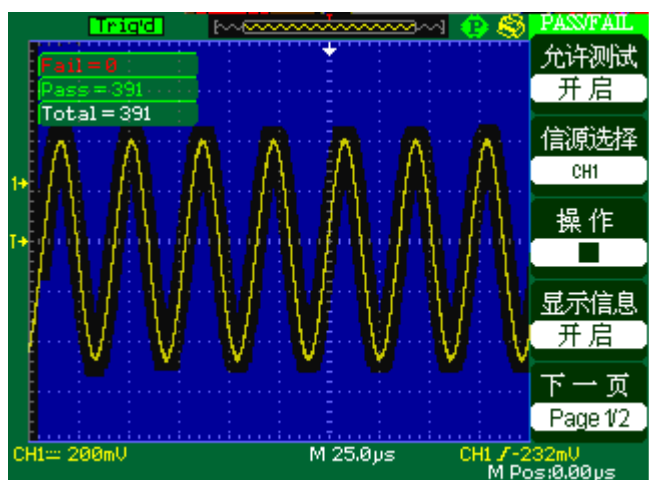 Trig'd
PASS/FAIL
Fail = 0
Pass = 391
Total = 391
允许测试
开启
信源选择
CH1
操作
显示信息
开启
下一页
Page 1/2
1
T
CH1 200mV
M 25.0μs
CH1 -232mV
M Pos:0.00μs
P